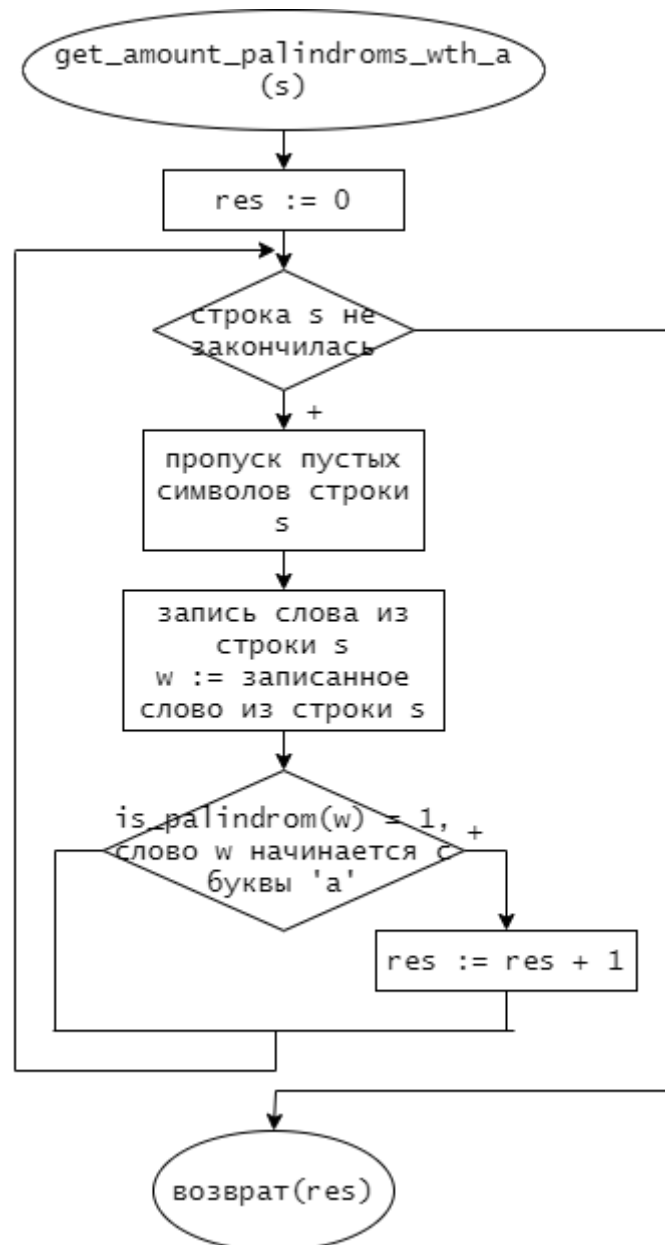 get_amount_palindroms_wth_a
(s)
res := 0
строка s не
закончилась
+
пропуск пустых
символов строки
s
запись слова из
строки s
w := записанное
слово из строки s
is_palindrom(w) = 1,
+
слово w начинается с
буквы 'a'
res := res + 1
возврат(res)